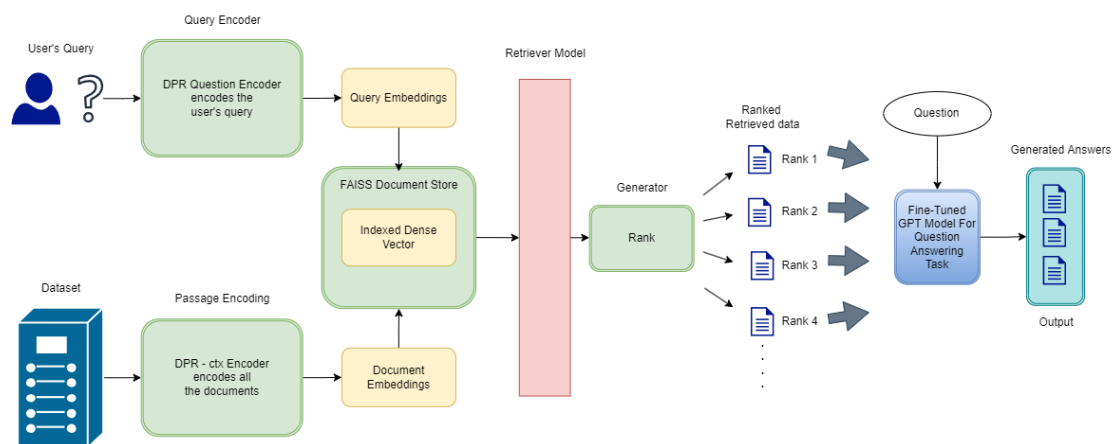 Query Encoder
User's Query
DPR Question Encoder
encodes the
user's query
Query Embeddings
Retriever Model
FAISS Document Store
Indexed Dense
Vector
Dataset
Passage Encoding
DPR - ctx Encoder
encodes all
the documents
Document
Embeddings
Generator
Rank
Ranked
Retrieved data
Rank 1
Rank 2
Rank 3
Rank 4
Question
Fine-Tuned
GPT Model For
Question
Answering
Task
Generated Answers
Output